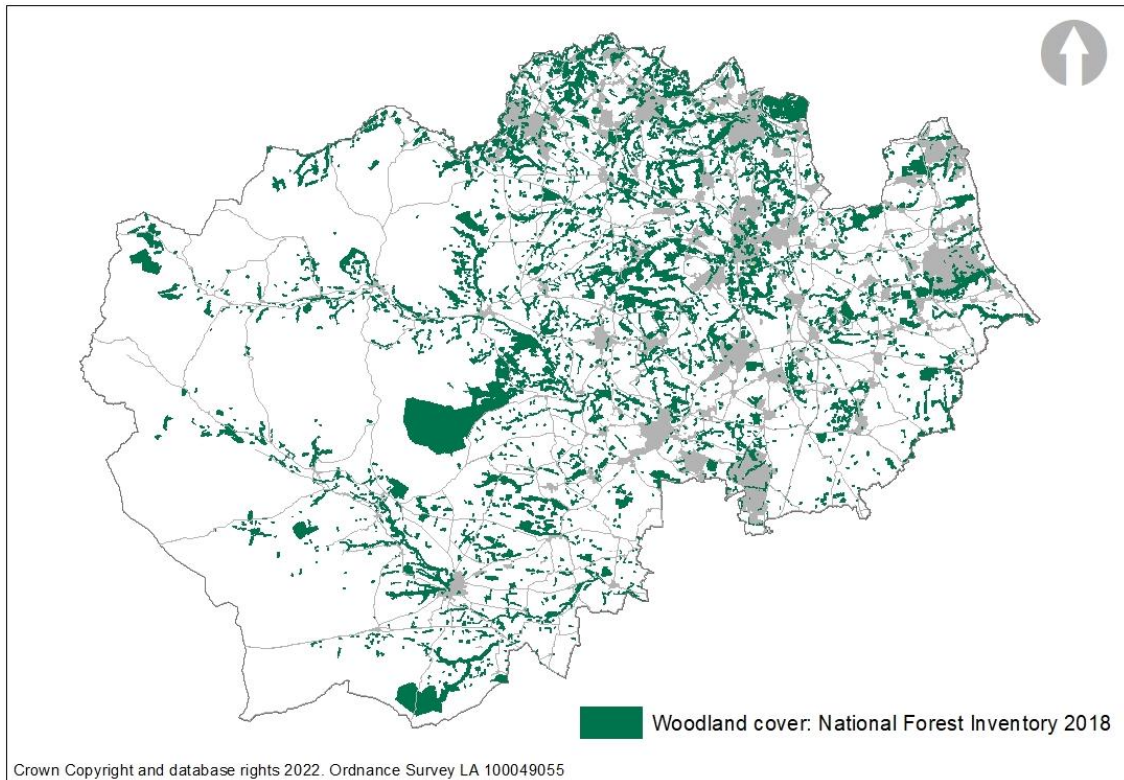 Woodland cover: National Forest Inventory 2018
Crown Copyright and database rights 2022. Ordnance Survey LA 100049055